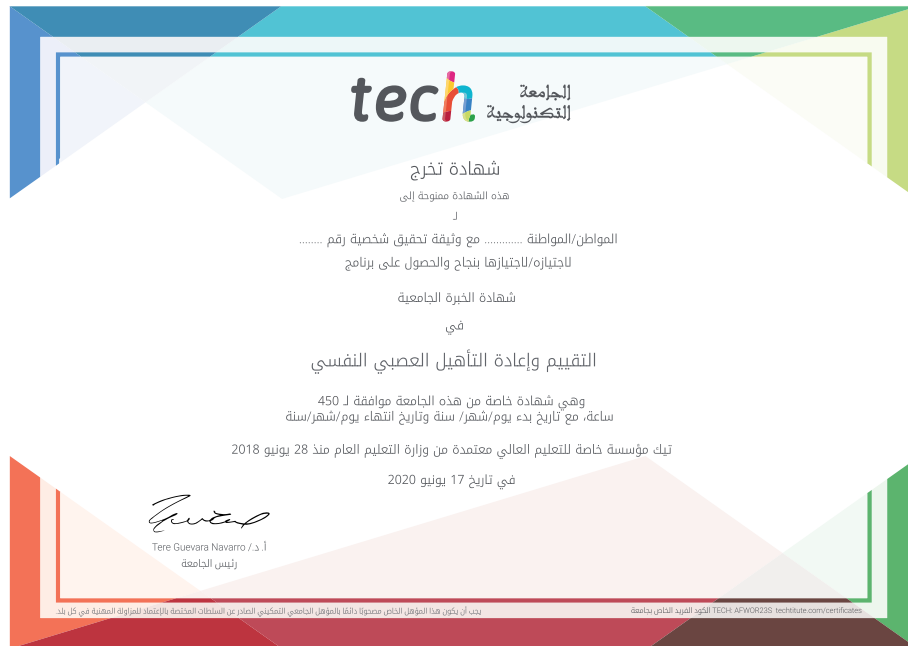 tech الجامعة
التكنولوجية
شهادة تخرج
هذه الشهادة ممنوحة إلى
لـ
المواطن/المواطنة ............. مع وثيقة تحقيق شخصية رقم ........
لاجتيازه/لاجتيازها بنجاح والحصول على برنامج
شهادة الخبرة الجامعية
في
التقييم وإعادة التأهيل العصبي النفسي
وهي شهادة خاصة من هذه الجامعة موافقة لـ 450
ساعة، مع تاريخ بدء يوم/شهر/ سنة وتاريخ انتهاء يوم/شهر/سنة
تيك مؤسسة خاصة للتعليم العالي معتمدة من وزارة التعليم العام منذ 28 يونيو 2018
في تاريخ 17 يونيو 2020
أ. د./ Tere Guevara Navarro
رئيس الجامعة
يجب أن يكون هذا المؤهل الخاص مصحوبًا دائمًا بالمؤهل الجامعي التمكيني الصادر عن السلطات المختصة بالإعتماد للمزاولة المهنية في كل بلد.
الكود الفريد الخاص بجامعة TECH: AFWOR23S techtitute.com/certificates